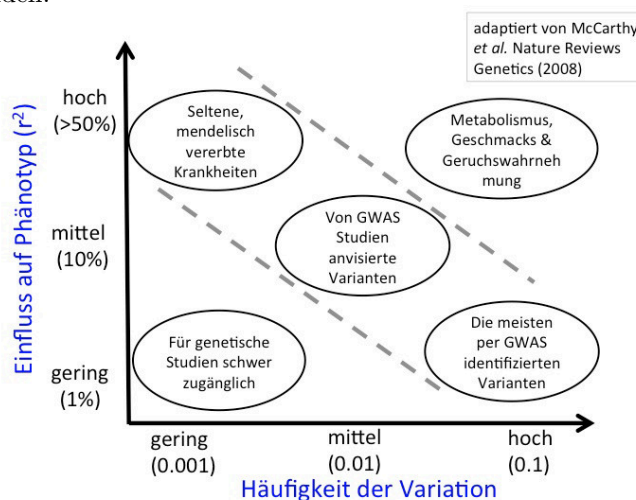 adaptiert von McCarthy
et al. Nature Reviews
Genetics (2008)
Einfluss auf Phänotyp (r²)
hoch
(>50%)
mittel
(10%)
gering
(1%)
Seltene,
mendelisch
vererbte
Krankheiten
Metabolismus,
Geschmacks &
Geruchswahrneh
mung
Von GWAS
Studien
anvisierte
Varianten
Für genetische
Studien schwer
zugänglich
Die meisten
per GWAS
identifizierten
Varianten
gering
(0.001)
mittel
(0.01)
hoch
(0.1)
Häufigkeit der Variation